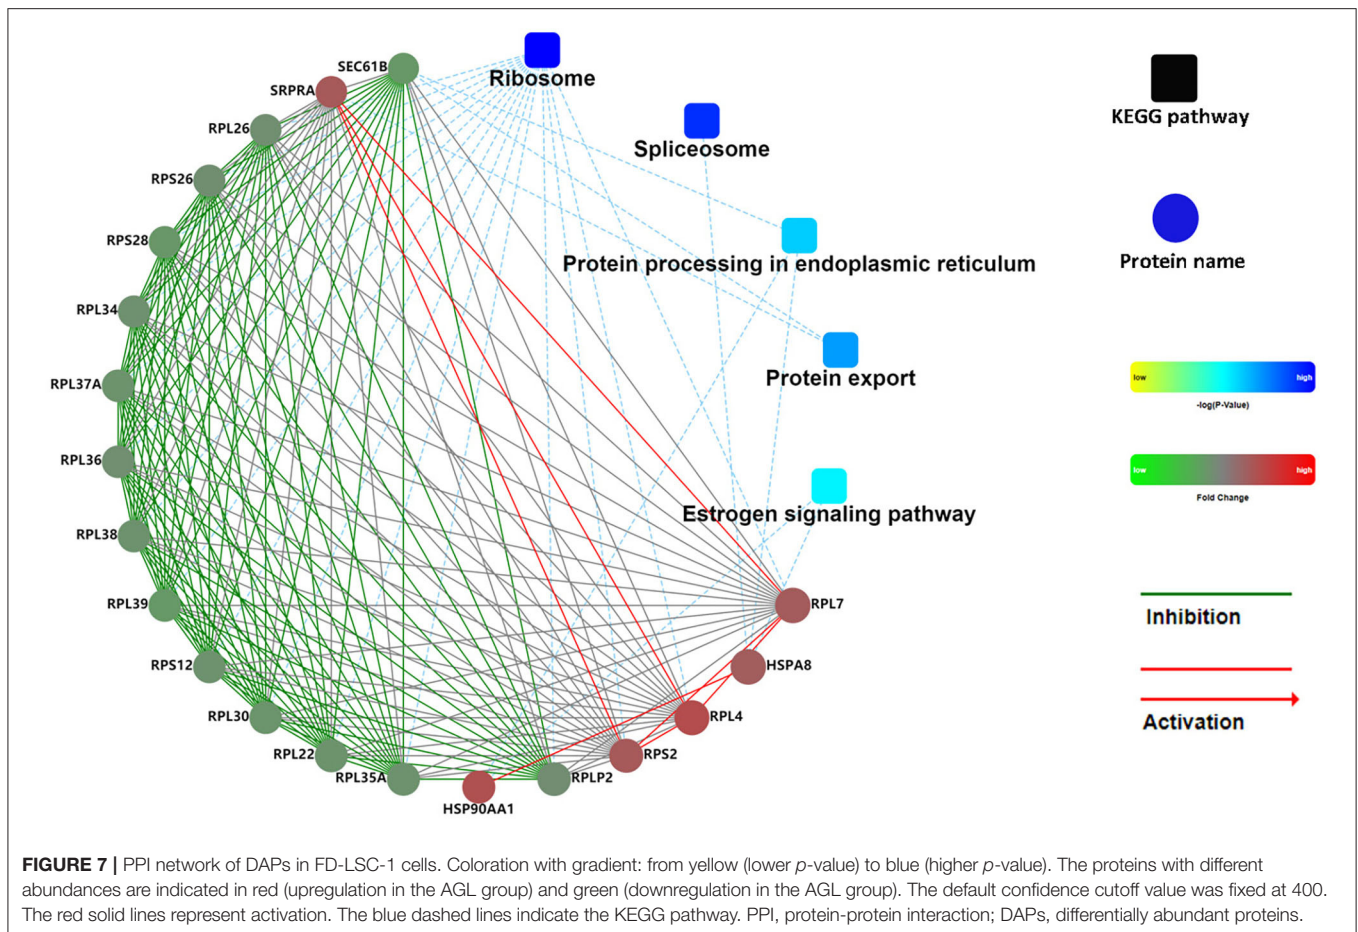 SEC61B
SRPRA
RPL26
RPS26
RPS28
RPL34
RPL37A
RPL36
RPL38
RPL39
RPS12
RPL30
RPL22
RPL35A
HSP90AA1
RPLP2
RPS2
RPL4
HSPA8
RPL7
Ribosome
Spliceosome
Protein processing in endoplasmic reticulum
Protein export
Estrogen signaling pathway
KEGG pathway
Protein name
low high
-log(P-Value)
low high
Fold Change
Inhibition
Activation
FIGURE 7 | PPI network of DAPs in FD-LSC-1 cells. Coloration with gradient: from yellow (lower p-value) to blue (higher p-value). The proteins with different
abundances are indicated in red (upregulation in the AGL group) and green (downregulation in the AGL group). The default confidence cutoff value was fixed at 400.
The red solid lines represent activation. The blue dashed lines indicate the KEGG pathway. PPI, protein-protein interaction; DAPs, differentially abundant proteins.